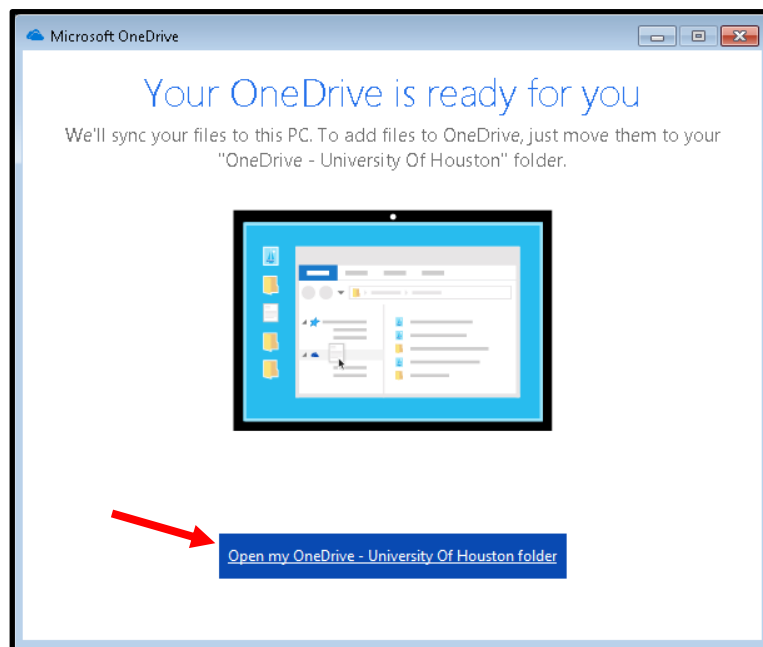 Microsoft OneDrive
Your OneDrive is ready for you
We'll sync your files to this PC. To add files to OneDrive, just move them to your
"OneDrive - University Of Houston" folder.
Open my OneDrive - University Of Houston folder